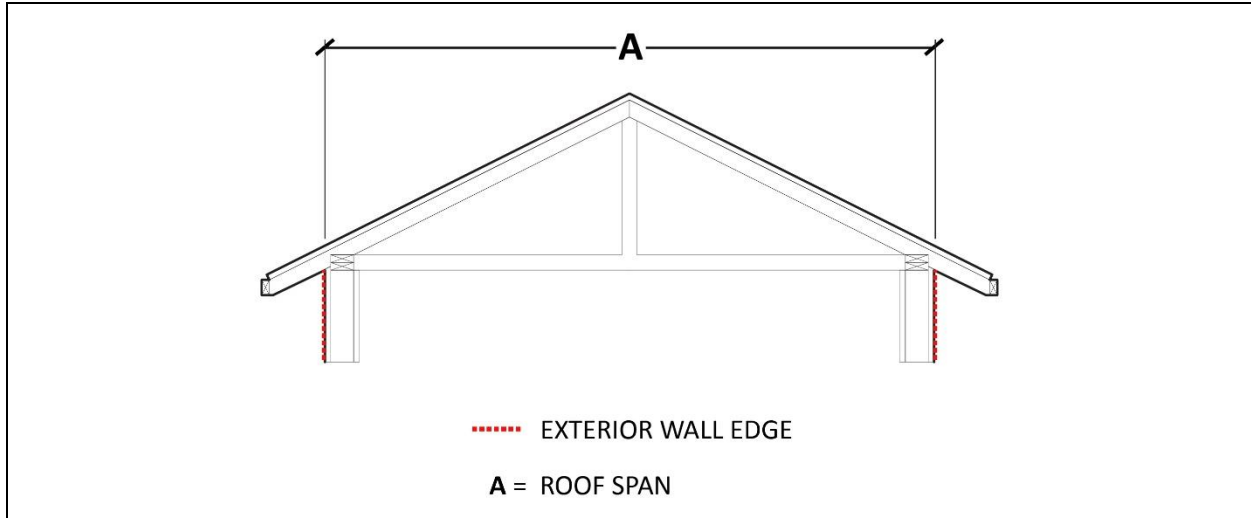 A
EXTERIOR WALL EDGE
A = ROOF SPAN